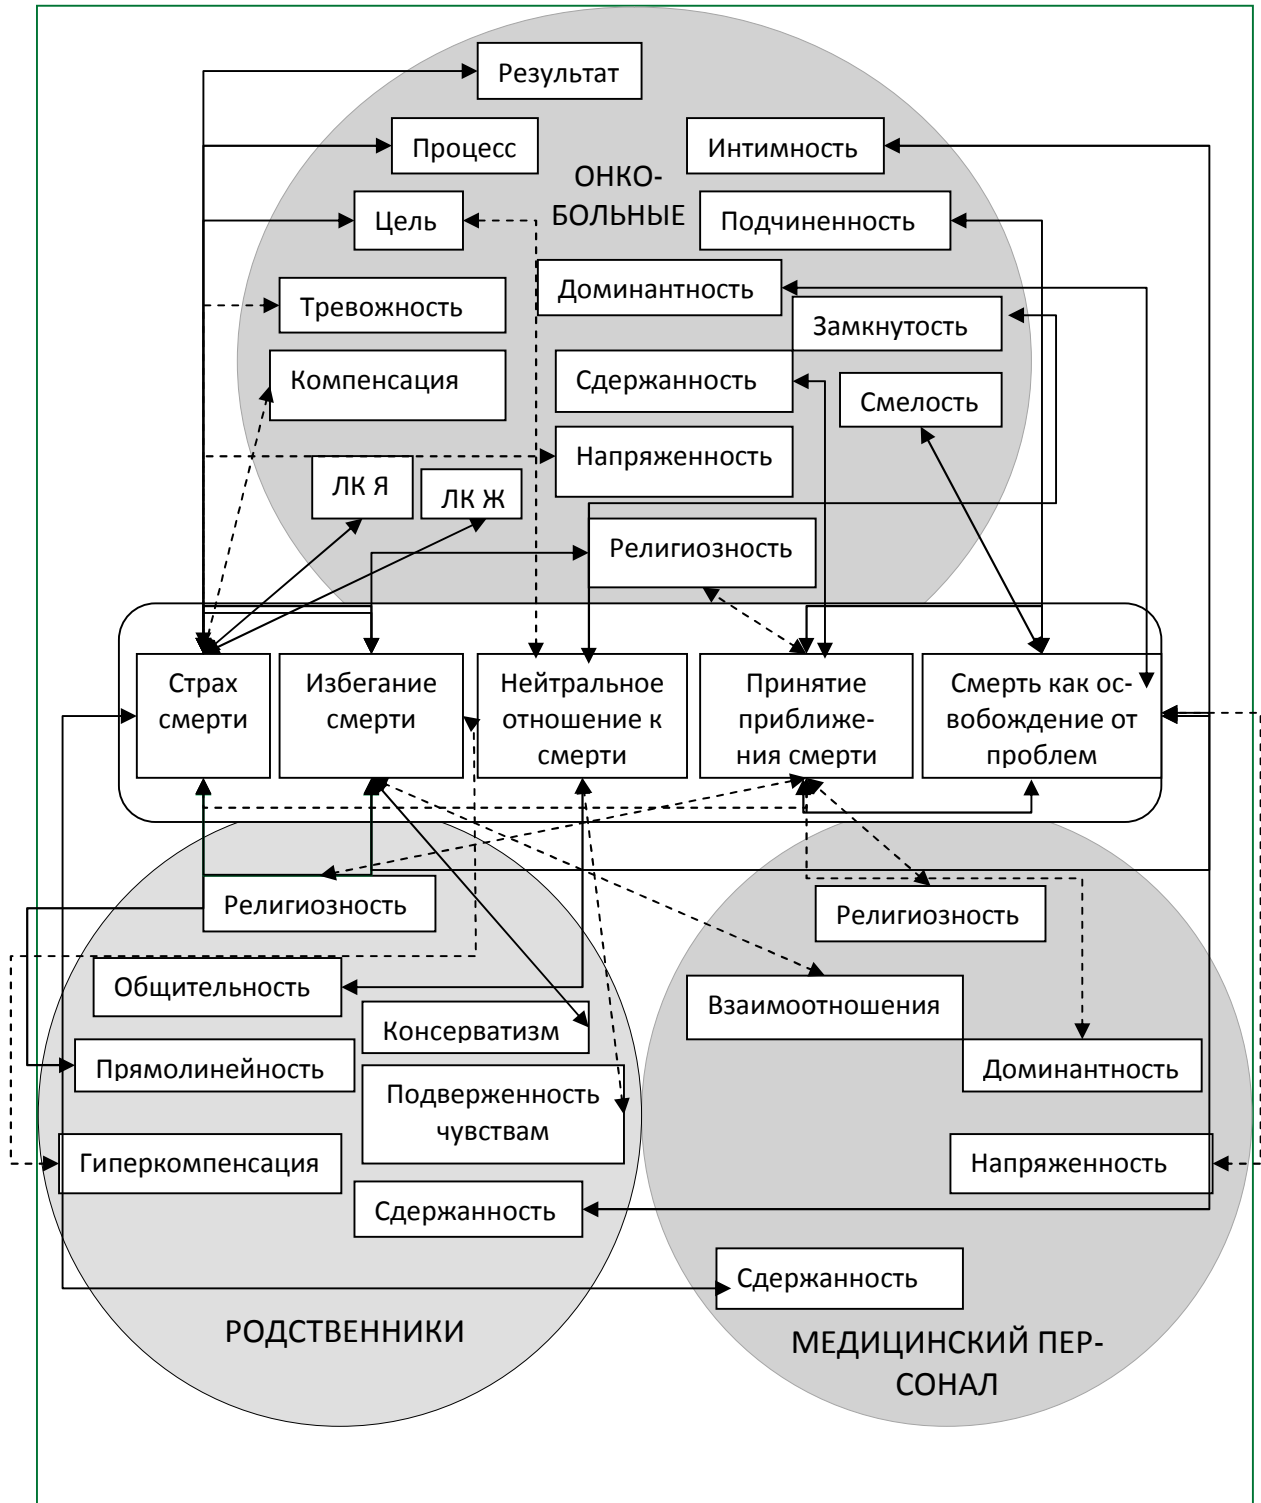 Результат
Процесс
Интимность
ОНКО-
БОЛЬНЫЕ
Цель
Подчиненность
Доминантность
Тревожность
Замкнутость
Компенсация
Сдержанность
Смелость
Напряженность
ЛК Я
ЛК Ж
Религиозность
Страх
смерти
Избегание
смерти
Нейтральное
отношение к
смерти
Принятие
приближе-
ния смерти
Смерть как ос-
вобождение от
проблем
Религиозность
Религиозность
Общительность
Взаимоотношения
Консерватизм
Прямолинейность
Доминантность
Подверженность
чувствам
Гиперкомпенсация
Напряженность
Сдержанность
Сдержанность
РОДСТВЕННИКИ
МЕДИЦИНСКИЙ ПЕР-
СОНАЛ